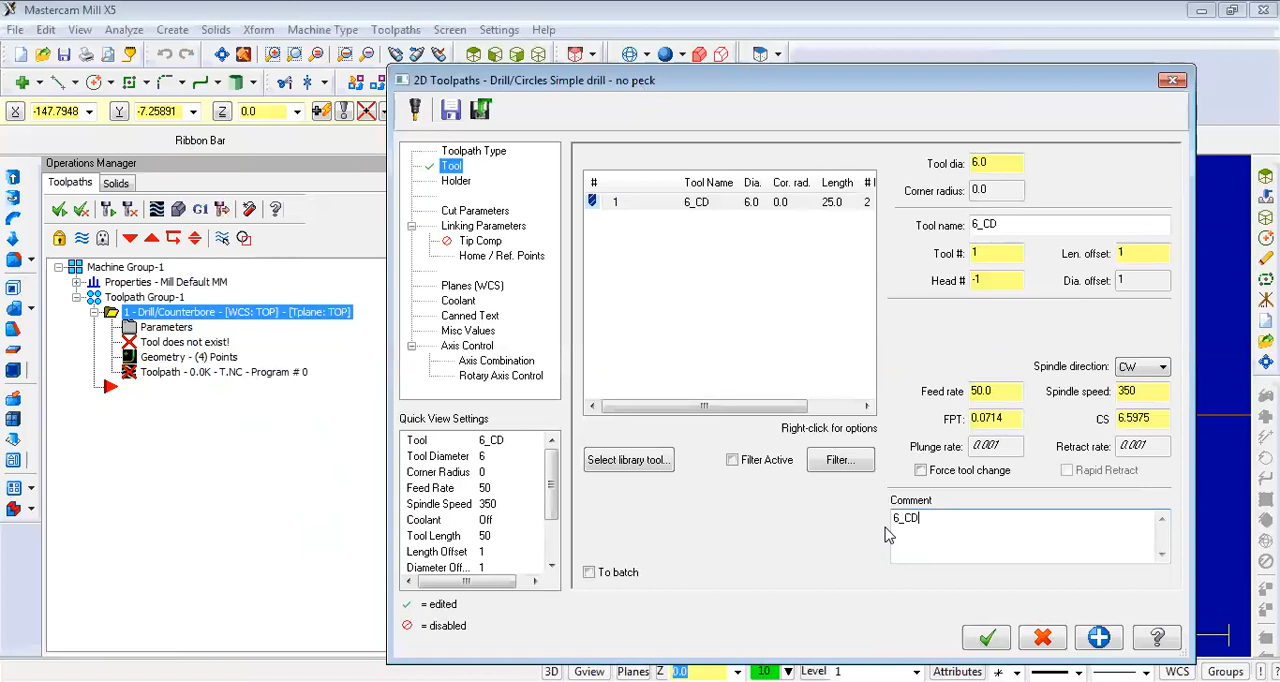 Mastercam Mill X5
File Edit View Analyze Create Solids Xform Machine Type Toolpaths Screen Settings Help
X -147.7948 Y -7.25891 Z 0.0
Ribbon Bar
Operations Manager
Toolpaths Solids
G1
Machine Group-1
Properties - Mill Default MM
Toolpath Group-1
1 - Drill/Counterbore - [WCS: TOP] - [Tplane: TOP]
Parameters
Tool does not exist!
Geometry - (4) Points
Toolpath - 0.0K - T.NC - Program # 0
2D Toolpaths - Drill/Circles Simple drill - no peck
Toolpath Type
Tool
Holder
Cut Parameters
Linking Parameters
Tip Comp
Home / Ref. Points
Planes (WCS)
Coolant
Canned Text
Misc Values
Axis Control
Axis Combination
Rotary Axis Control
Quick View Settings
Tool 6_CD
Tool Diameter 6
Corner Radius 0
Feed Rate 50
Spindle Speed 350
Coolant Off
Tool Length 50
Length Offset 1
Diameter Off... 1
= edited
= disabled
# Tool Name Dia. Cor. rad. Length # 
1 6_CD 6.0 0.0 25.0 2
Right-click for options
Select library tool... Filter Active Filter...
To batch
Tool dia: 6.0
Corner radius: 0.0
Tool name: 6_CD
Tool #: 1 Len. offset: 1
Head # -1 Dia. offset: 1
Spindle direction: CW
Feed rate 50.0 Spindle speed: 350
FPT: 0.0714 CS 6.5975
Plunge rate: 0.001 Retract rate: 0.001
Force tool change Rapid Retract
Comment
6_CD
3D Gview Planes Z 0.0 10 Level 1 Attributes WCS Groups